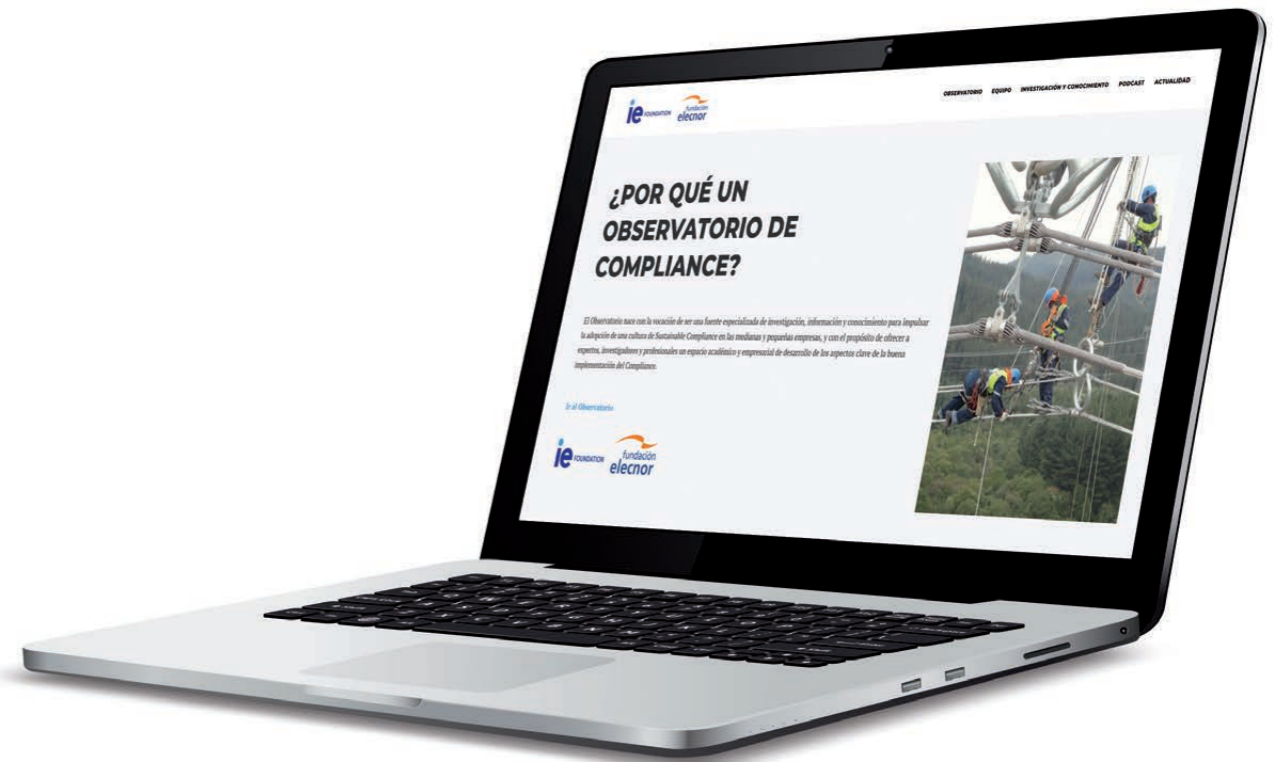 ie FOUNDATION
fundación
elecnor
OBSERVATORIO EQUIPO INVESTIGACIÓN Y CONOCIMIENTO PODCAST ACTUALIDAD
¿POR QUÉ UN
OBSERVATORIO DE
COMPLIANCE?
El Observatorio nace con la vocación de ser una fuente especializada de investigación, información y conocimiento para impulsar
la adopción de una cultura de Sustainable Compliance en las medianas y pequeñas empresas, y con el propósito de ofrecer a
expertos, investigadores y profesionales un espacio académico y empresarial de desarrollo de los aspectos clave de la buena
implementación del Compliance.
Ir al Observatorio
ie FOUNDATION
fundación
elecnor